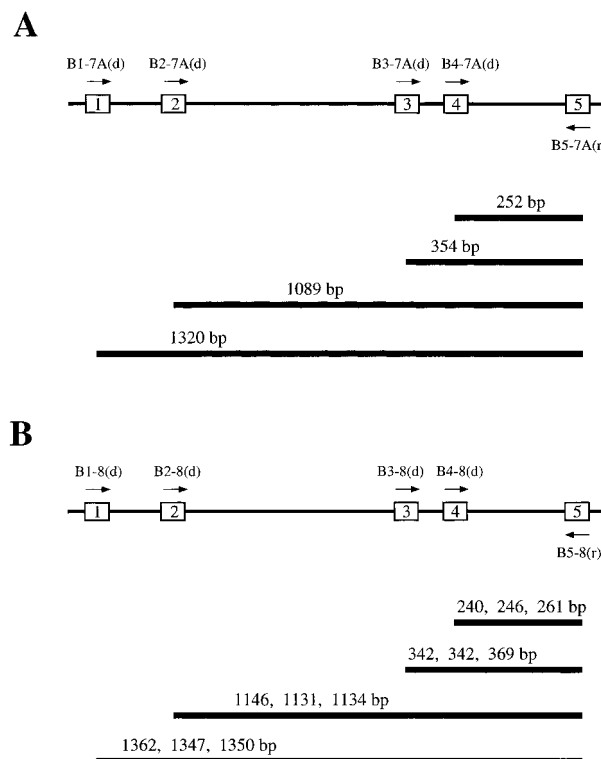 A
B1-7A(d) B2-7A(d) B3-7A(d) B4-7A(d)
1 2 3 4 5
B5-7A(r
252 bp
354 bp
1089 bp
1320 bp
B
B1-8(d) B2-8(d) B3-8(d) B4-8(d)
1 2 3 4 5
B5-8(r)
240, 246, 261 bp
342, 342, 369 bp
1146, 1131, 1134 bp
1362, 1347, 1350 bp